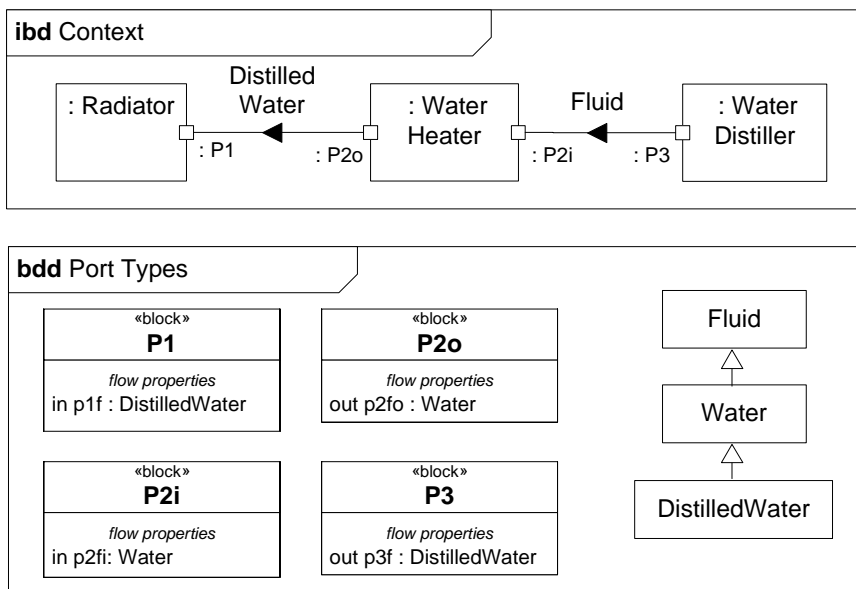 ibd Context
Distilled
Water
Fluid
: Radiator
: Water
Heater
: Water
Distiller
: P1
: P2o
: P2i
: P3
bdd Port Types
«block»
P1
flow properties
in p1f : DistilledWater
«block»
P2o
flow properties
out p2fo : Water
Fluid
Water
DistilledWater
«block»
P2i
flow properties
in p2fi: Water
«block»
P3
flow properties
out p3f : DistilledWater